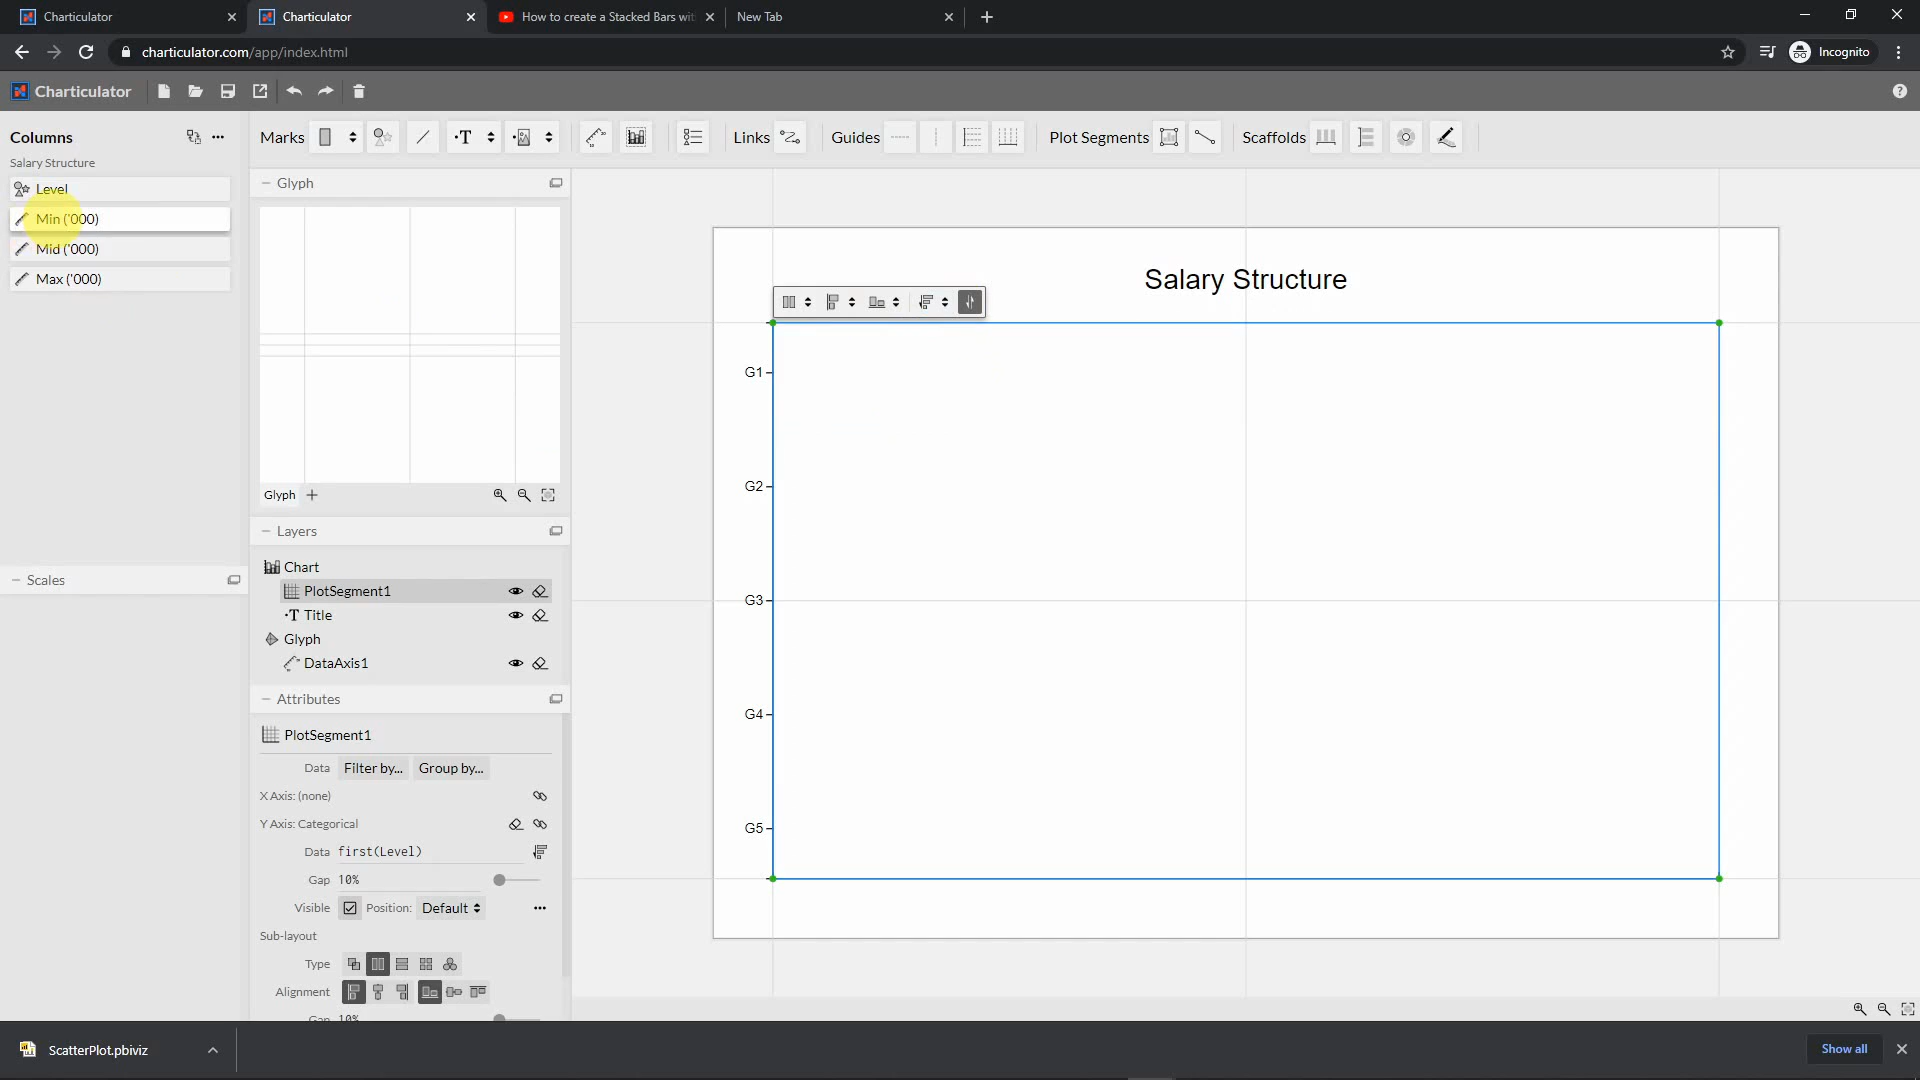 Charticulator
Charticulator
How to create a Stacked Bars wit
New Tab
charticulator.com/app/index.html
Incognito
Charticulator
Columns
Marks
Links
Guides
Plot Segments
Scaffolds
Salary Structure
Level
Min ('000)
Mid ('000)
Max ('000)
Scales
Glyph
Glyph
Layers
Chart
PlotSegment1
Title
Glyph
DataAxis1
Attributes
PlotSegment1
Data Filter by... Group by...
X Axis: (none)
Y Axis: Categorical
Data first(Level)
Gap 10%
Visible Position: Default
Sub-layout
Type
Alignment
Gap 10%
Salary Structure
G1
G2
G3
G4
G5
ScatterPlot.pbiviz
Show all